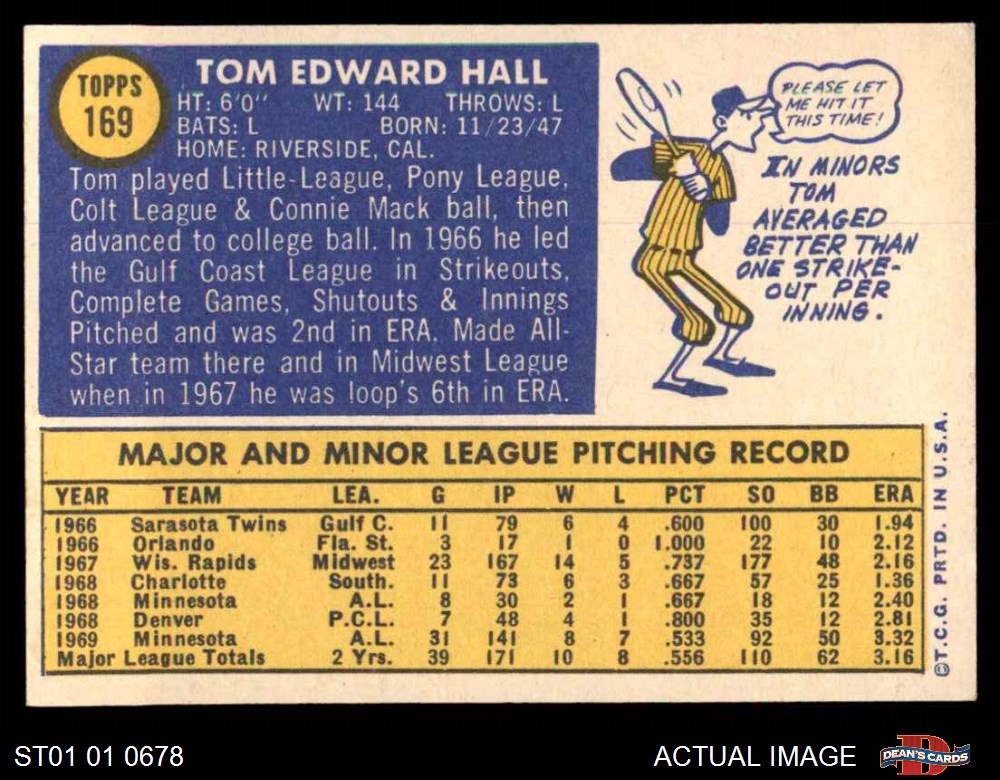 TOPPS
169
TOM EDWARD HALL
HT: 6'0" WT: 144 THROWS: L
BATS: L BORN: 11/23/47
HOME: RIVERSIDE, CAL.
Tom played Little-League, Pony League,
Colt League & Connie Mack ball, then
advanced to college ball. In 1966 he led
the Gulf Coast League in Strikeouts,
Complete Games, Shutouts & Innings
Pitched and was 2nd in ERA. Made All-
Star team there and in Midwest League
when in 1967 he was loop's 6th in ERA.
PLEASE LET
ME HIT IT
THIS TIME!
IN MINORS
TOM
AVERAGED
BETTER THAN
ONE STRIKE-
OUT PER
INNING.
MAJOR AND MINOR LEAGUE PITCHING RECORD
YEAR TEAM LEA. G IP W L PCT SO BB ERA
1966 Sarasota Twins Gulf C. 11 79 6 4 .600 100 30 1.94
1966 Orlando Fla. St. 3 17 1 0 1.000 22 10 2.12
1967 Wis. Rapids Midwest 23 167 14 5 .737 177 48 2.16
1968 Charlotte South. 11 73 6 3 .667 57 25 1.36
1968 Minnesota A.L. 8 30 2 1 .667 18 12 2.40
1968 Denver P.C.L. 7 48 4 1 .800 35 12 2.81
1969 Minnesota A.L. 31 141 8 7 .533 92 50 3.32
Major League Totals 2 Yrs. 39 171 10 8 .556 110 62 3.16
©T.C.G. PRTD. IN U.S.A.
ST01 01 0678
ACTUAL IMAGE
D
DEAN'S CARDS